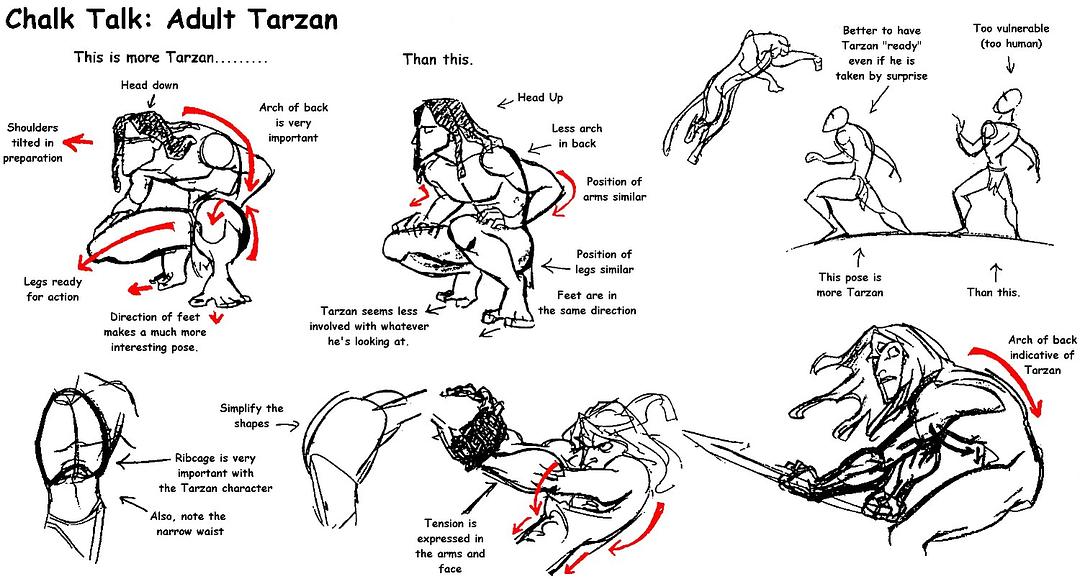 Chalk Talk: Adult Tarzan
This is more Tarzan.........
Than this.
Head down
Shoulders
tilted in
preparation
Arch of back
is very
important
Legs ready
for action
Direction of feet
makes a much more
interesting pose.
Head Up
Less arch
in back
Position of
arms similar
Position of
legs similar
Feet are in
the same direction
Tarzan seems less
involved with whatever
he's looking at.
Better to have
Tarzan "ready"
even if he is
taken by surprise
Too vulnerable
(too human)
This pose is
more Tarzan
Than this.
Ribcage is very
important with
the Tarzan character
Also, note the
narrow waist
Simplify the
shapes
Tension is
expressed in
the arms and
face
Arch of back
indicative of
Tarzan